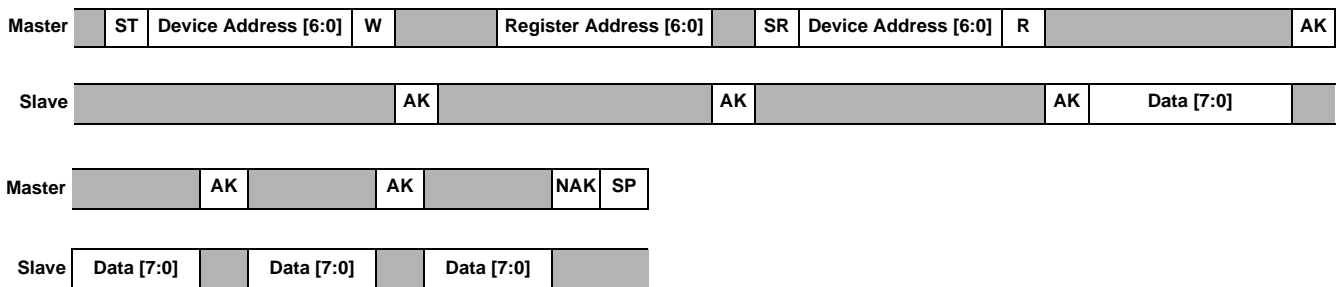 Master ST Device Address [6:0] W Register Address [6:0] SR Device Address [6:0] R AK
Slave AK AK AK Data [7:0]
Master AK AK NAK SP
Slave Data [7:0] Data [7:0] Data [7:0]